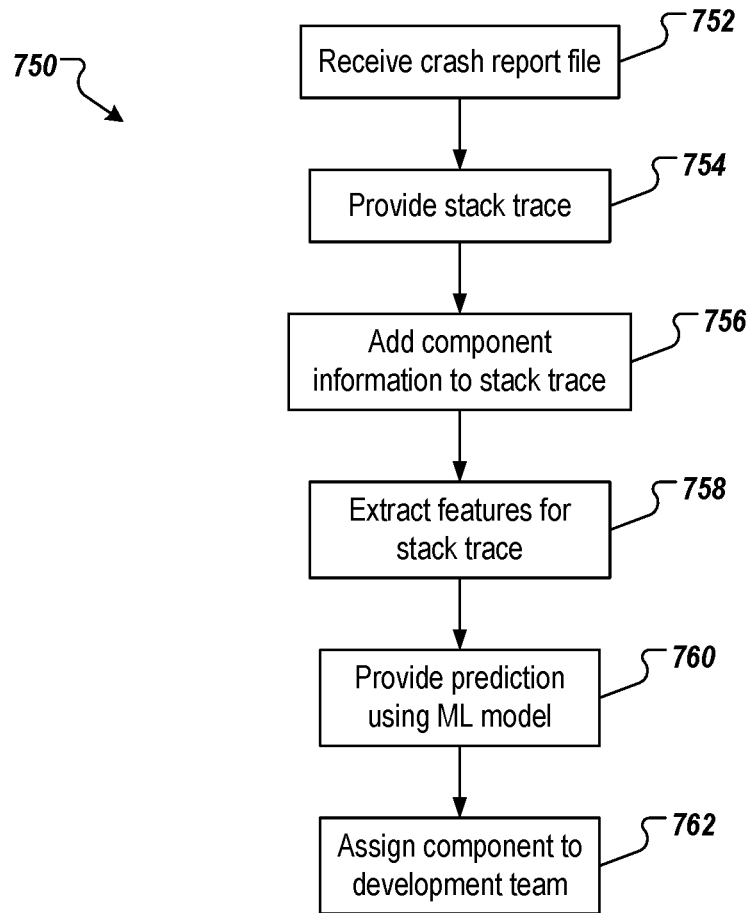 750
752
Receive crash report file
754
Provide stack trace
756
Add component
information to stack trace
758
Extract features for
stack trace
760
Provide prediction
using ML model
762
Assign component to
development team